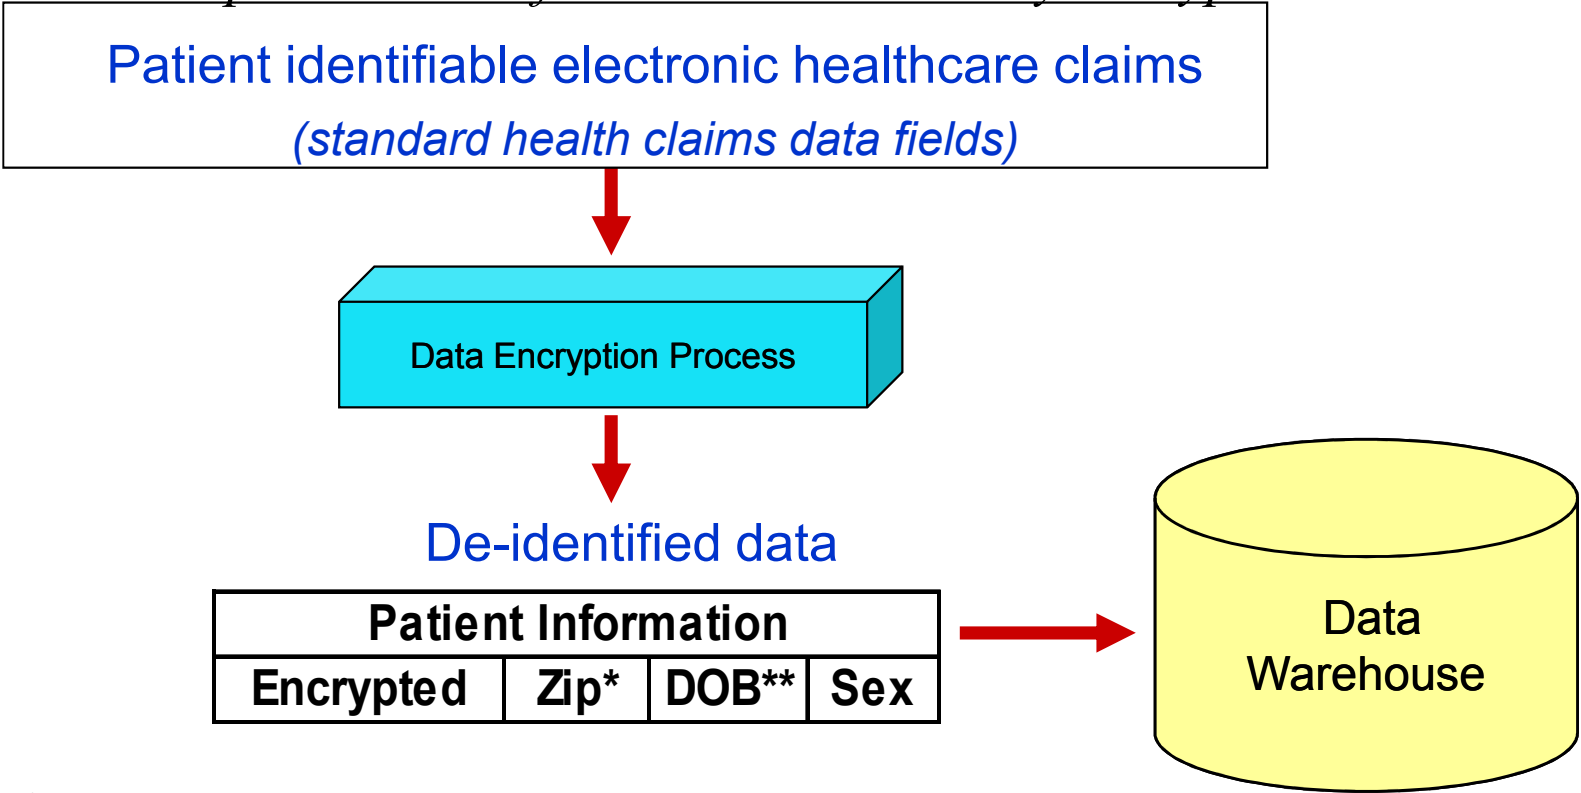 Patient identifiable electronic healthcare claims
(standard health claims data fields)
Data Encryption Process
De-identified data
Patient Information
Encrypted Zip* DOB** Sex
Data
Warehouse